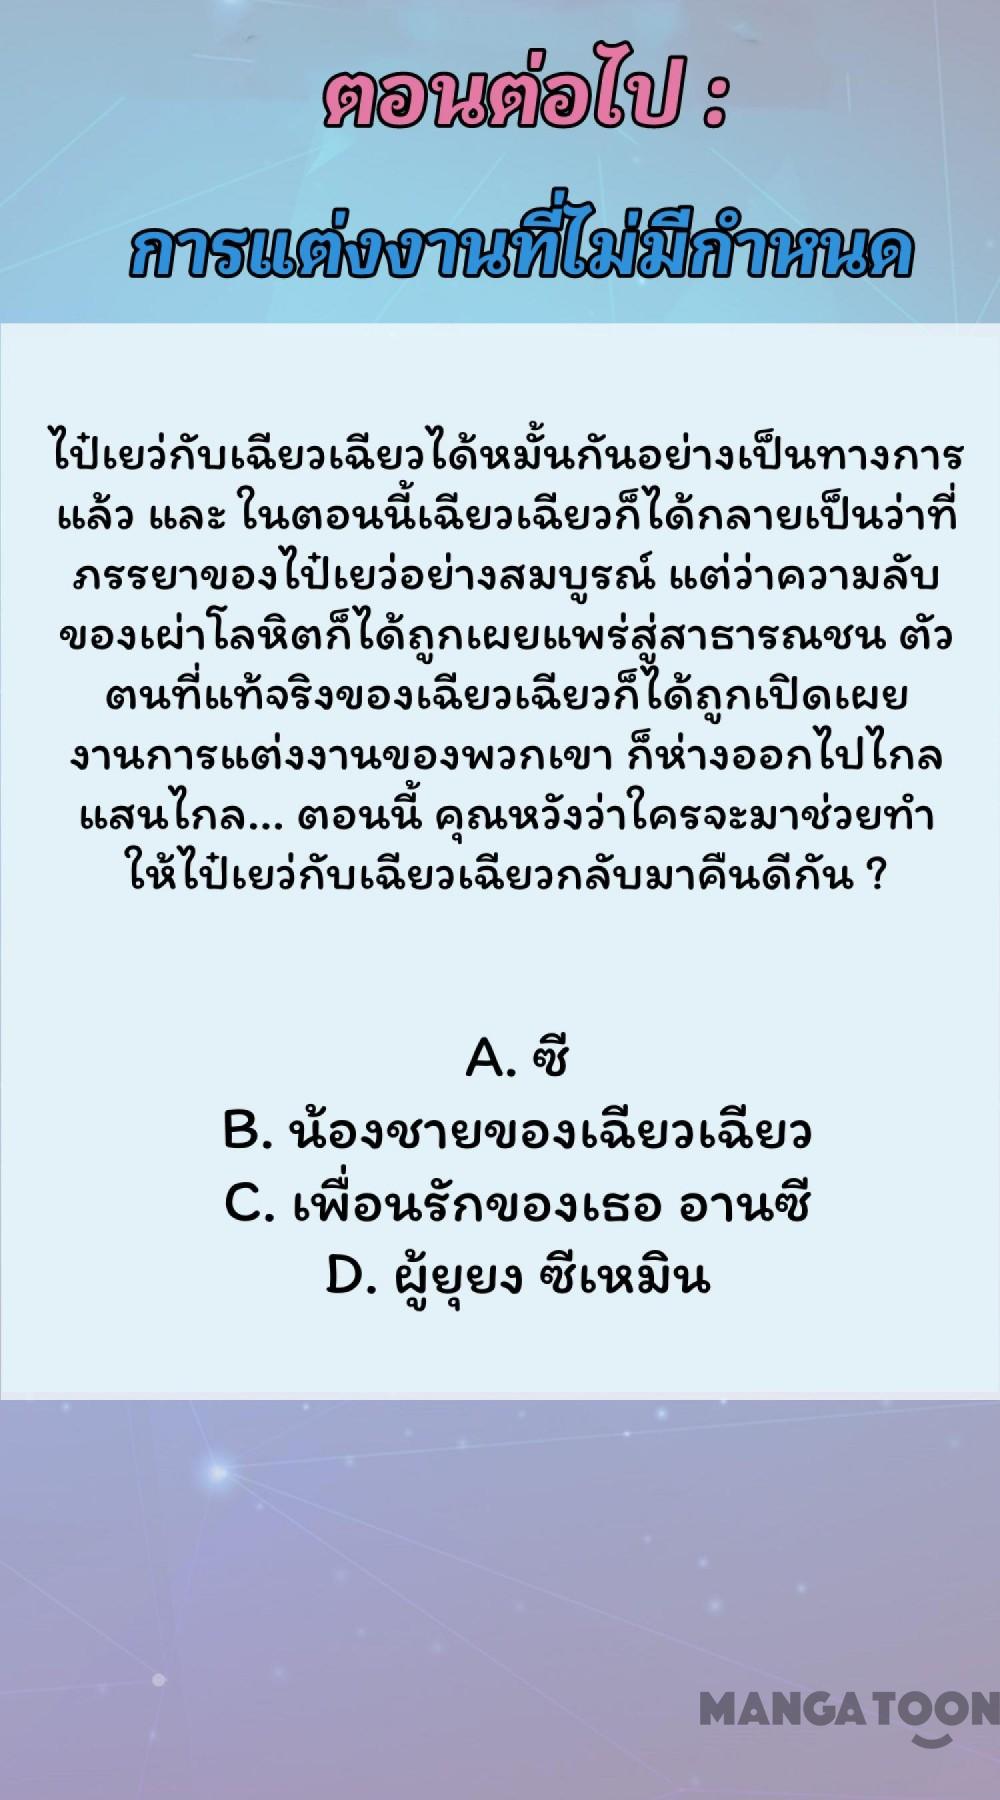 ตอนต่อไป :
การแต่งงานที่ไม่มีกำหนด
ไป๋เยว่กับเฉียวเฉียวได้หมั้นกันอย่างเป็นทางการ
แล้ว และ ในตอนนี้เฉียวเฉียวก็ได้กลายเป็นว่าที่
ภรรยาของไป๋เยว่อย่างสมบูรณ์ แต่ว่าความลับ
ของเผ่าโลหิตก็ได้ถูกเผยแพร่สู่สาธารณชน ตัว
ตนที่แท้จริงของเฉียวเฉียวก็ได้ถูกเปิดเผย
งานการแต่งงานของพวกเขา ก็ห่างออกไปไกล
แสนไกล... ตอนนี้ คุณหวังว่าใครจะมาช่วยทำ
ให้ไป๋เยว่กับเฉียวเฉียวกลับมาคืนดีกัน ?
A. ซี
B. น้องชายของเฉียวเฉียว
C. เพื่อนรักของเธอ อานซี
D. ผู้ยุยง ซีเหมิน
MANGATOON